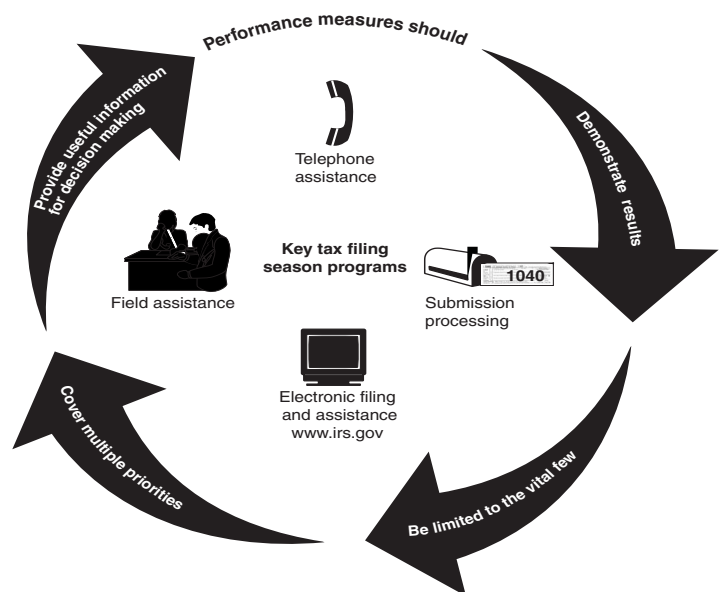 Performance measures should
Demonstrate results
Be limited to the vital few
Cover multiple priorities
Provide useful information
for decision making
Telephone
assistance
Key tax filing
season programs
Field assistance
1040
Submission
processing
Electronic filing
and assistance
www.irs.gov